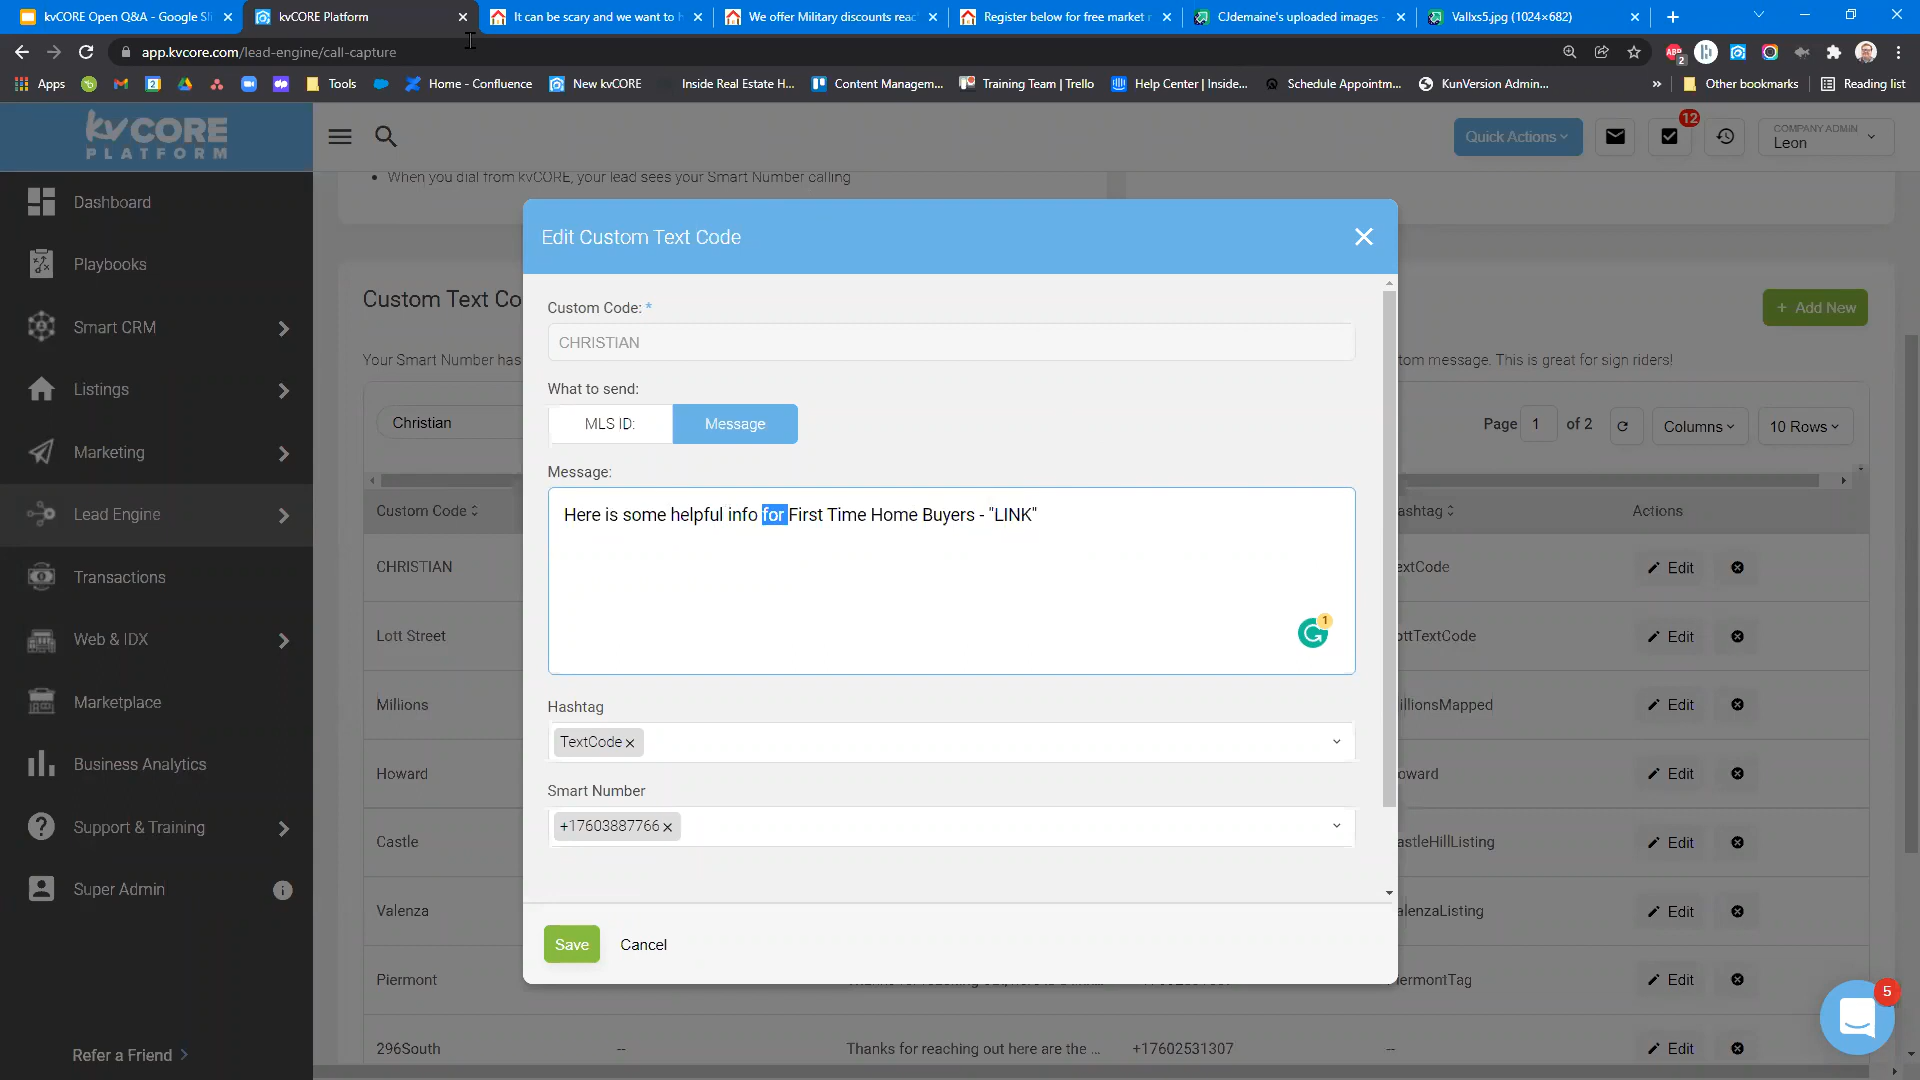 kvCORE Open Q&A - Google Sli
kvCORE Platform
It can be scary and we want to h
We offer Military discounts reac
Register below for free market r
CJdemaine's uploaded images -
Vallxs5.jpg (1024×682)
app.kvcore.com/lead-engine/call-capture
ABP
2
Apps
Tools
Home - Confluence
New kvCORE
Inside Real Estate H...
Content Managem...
Training Team | Trello
Help Center | Inside...
Schedule Appointm...
KunVersion Admin...
»
Other bookmarks
Reading list
kvCORE
PLATFORM
Quick Actions
12
COMPANY ADMIN
Leon
When you dial from kvCORE, your lead sees your Smart Number calling
Dashboard
Playbooks
Smart CRM
Listings
Marketing
Lead Engine
Transactions
Web & IDX
Marketplace
Business Analytics
Support & Training
Super Admin
Refer a Friend
Custom Text Co
+ Add New
Your Smart Number has
tom message. This is great for sign riders!
Christian
Page 1 of 2
Columns
10 Rows
Custom Code
ashtag
Actions
CHRISTIAN
extCode
Edit
Lott Street
ottTextCode
Edit
Millions
illionsMapped
Edit
Howard
oward
Edit
Castle
astleHillListing
Edit
Valenza
alenzaListing
Edit
Piermont
iermontTag
Edit
296South
--
Thanks for reaching out here are the ...
+17602531307
--
Edit
Edit Custom Text Code
Custom Code: *
CHRISTIAN
What to send:
MLS ID:
Message
Message:
Here is some helpful info for First Time Home Buyers - "LINK"
1
Hashtag
TextCode
Smart Number
+17603887766
Save
Cancel
5